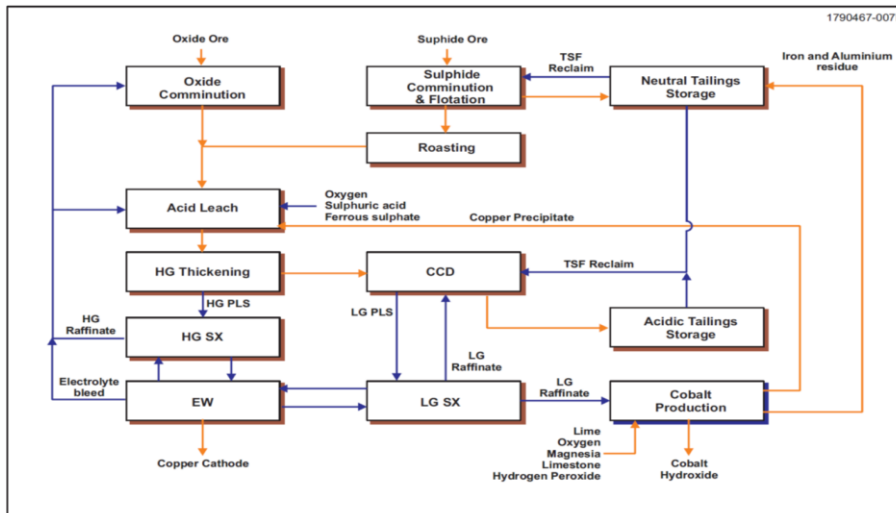 1790467-007
Oxide Ore
Suphide Ore
Iron and Aluminium
residue
Oxide
Comminution
Sulphide
Comminution
& Flotation
TSF
Reclaim
Neutral Tailings
Storage
Roasting
Acid Leach
Oxygen
Sulphuric acid
Ferrous sulphate
Copper Precipitate
HG Thickening
CCD
TSF Reclaim
HG PLS
LG PLS
Acidic Tailings
Storage
HG
Raffinate
HG SX
LG
Raffinate
Electrolyte
bleed
EW
LG SX
LG
Raffinate
Cobalt
Production
Copper Cathode
Lime
Oxygen
Magnesia
Limestone
Hydrogen Peroxide
Cobalt
Hydroxide